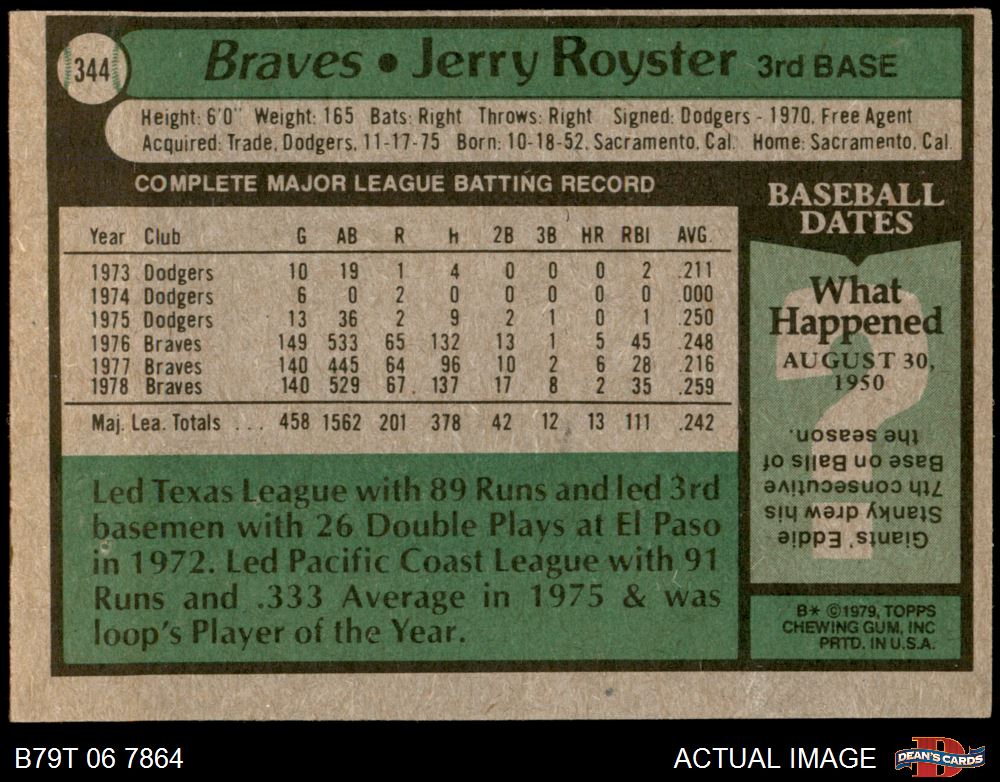 344
Braves • Jerry Royster 3rd BASE
Height: 6'0" Weight: 165 Bats: Right Throws: Right Signed: Dodgers - 1970, Free Agent
Acquired: Trade, Dodgers, 11-17-75 Born: 10-18-52, Sacramento, Cal. Home: Sacramento, Cal.
COMPLETE MAJOR LEAGUE BATTING RECORD
Year Club G AB R H 2B 3B HR RBI AVG.
1973 Dodgers 10 19 1 4 0 0 0 2 .211
1974 Dodgers 6 0 2 0 0 0 0 0 .000
1975 Dodgers 13 36 2 9 2 1 0 1 .250
1976 Braves 149 533 65 132 13 1 5 45 .248
1977 Braves 140 445 64 96 10 2 6 28 .216
1978 Braves 140 529 67 137 17 8 2 35 .259
Maj. Lea. Totals ... 458 1562 201 378 42 12 13 111 .242
Led Texas League with 89 Runs and led 3rd
basemen with 26 Double Plays at El Paso
in 1972. Led Pacific Coast League with 91
Runs and .333 Average in 1975 & was
loop's Player of the Year.
BASEBALL
DATES
What
Happened
AUGUST 30,
1950
Giants' Eddie
Stanky drew his
7th consecutive
Base on Balls of
the season.
B* ©1979, TOPPS
CHEWING GUM, INC
PRTD. IN U.S.A.
B79T 06 7864
ACTUAL IMAGE
DEAN'S CARDS